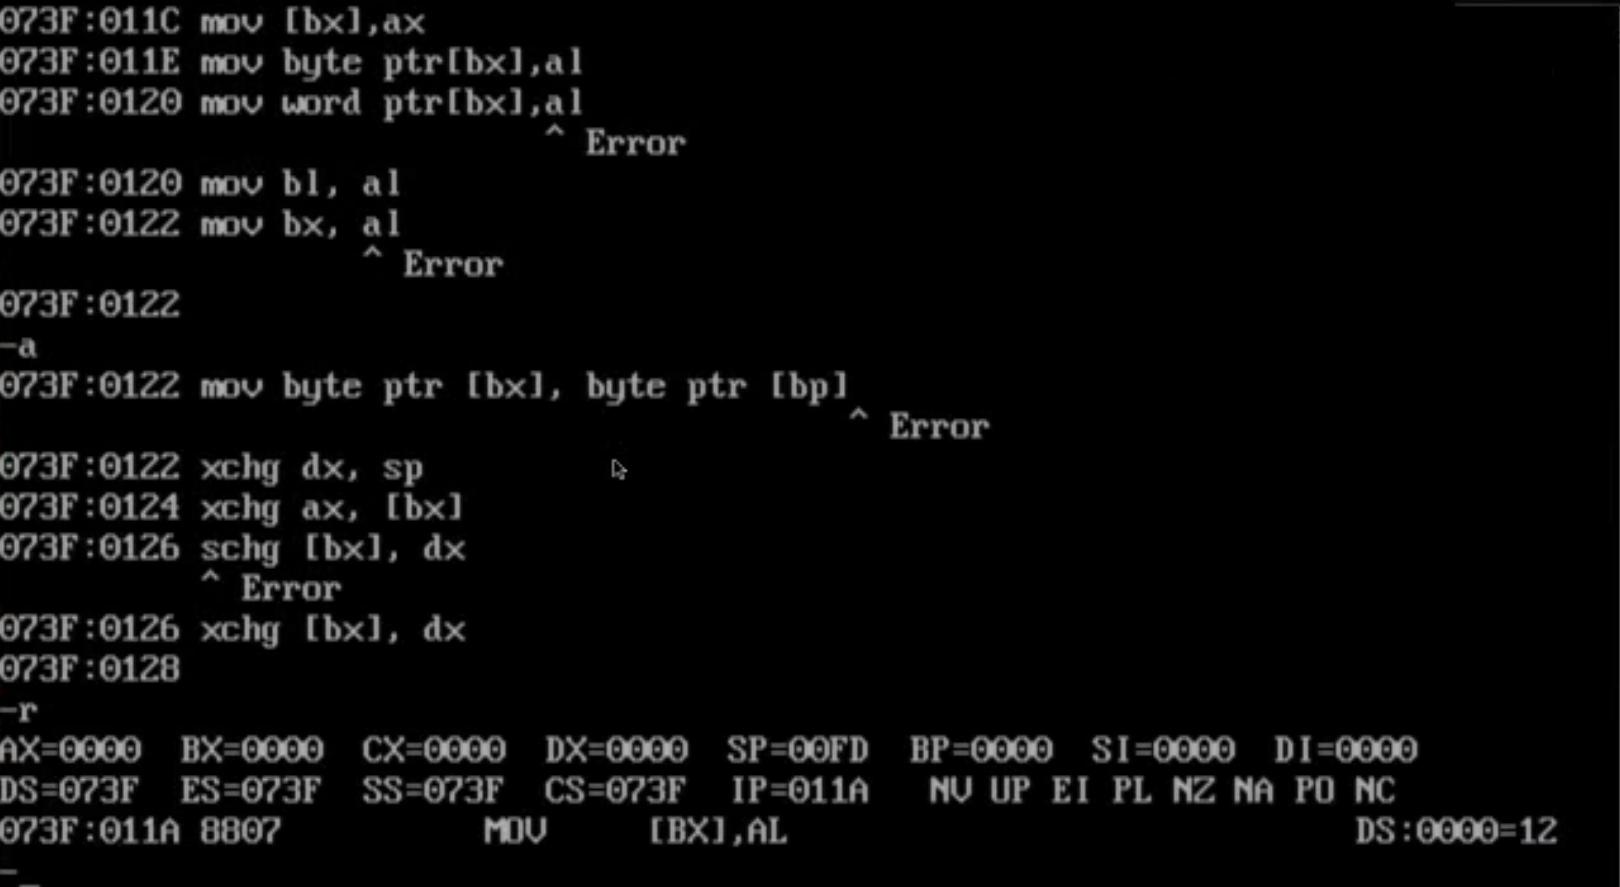 073F:011C mov [bx],ax
073F:011E mov byte ptr[bx],al
073F:0120 mov word ptr[bx],al
^ Error
073F:0120 mov bl, al
073F:0122 mov bx, al
^ Error
073F:0122
-a
073F:0122 mov byte ptr [bx], byte ptr [bp]
^ Error
073F:0122 xchg dx, sp
073F:0124 xchg ax, [bx]
073F:0126 schg [bx], dx
^ Error
073F:0126 xchg [bx], dx
073F:0128
-r
AX=0000 BX=0000 CX=0000 DX=0000 SP=00FD BP=0000 SI=0000 DI=0000
DS=073F ES=073F SS=073F CS=073F IP=011A NV UP EI PL NZ NA PO NC
073F:011A 8807 MOV [BX],AL DS:0000=12
-